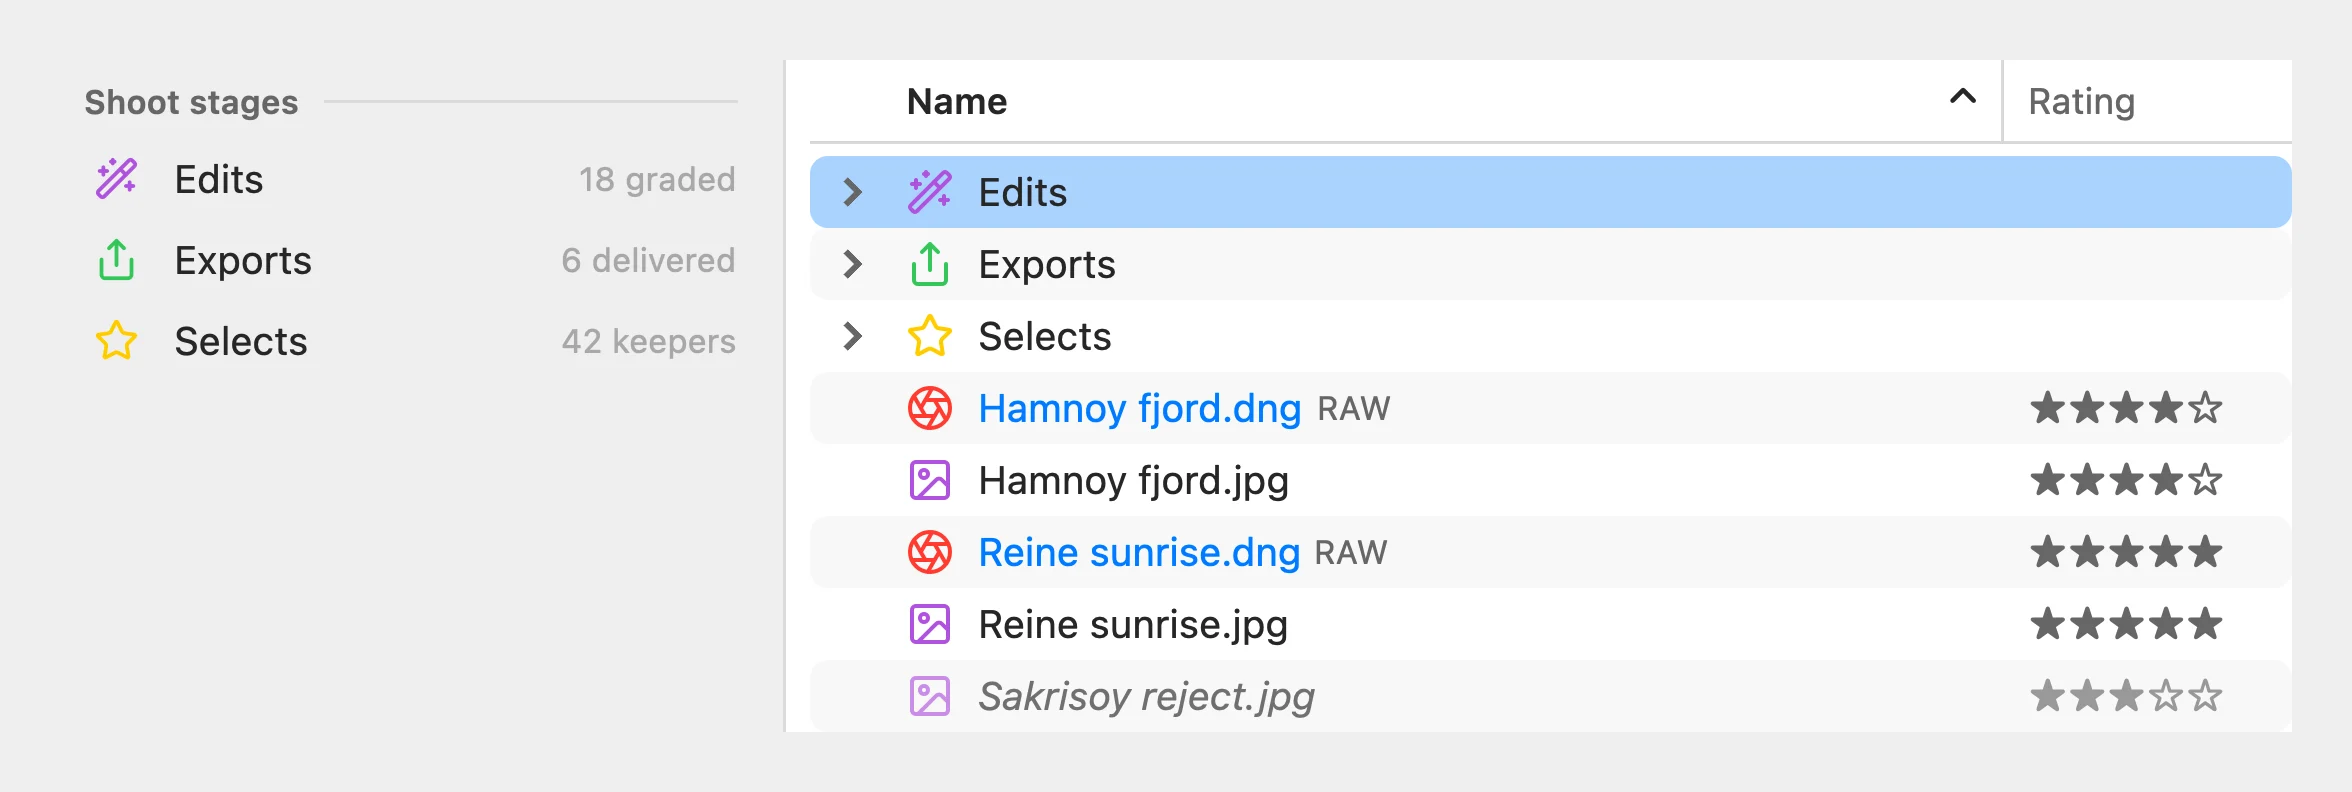 Shoot stages
Edits 18 graded
Exports 6 delivered
Selects 42 keepers
Name Rating
Edits
Exports
Selects
Hamnoy fjord.dng RAW
Hamnoy fjord.jpg
Reine sunrise.dng RAW
Reine sunrise.jpg
Sakrisoy reject.jpg